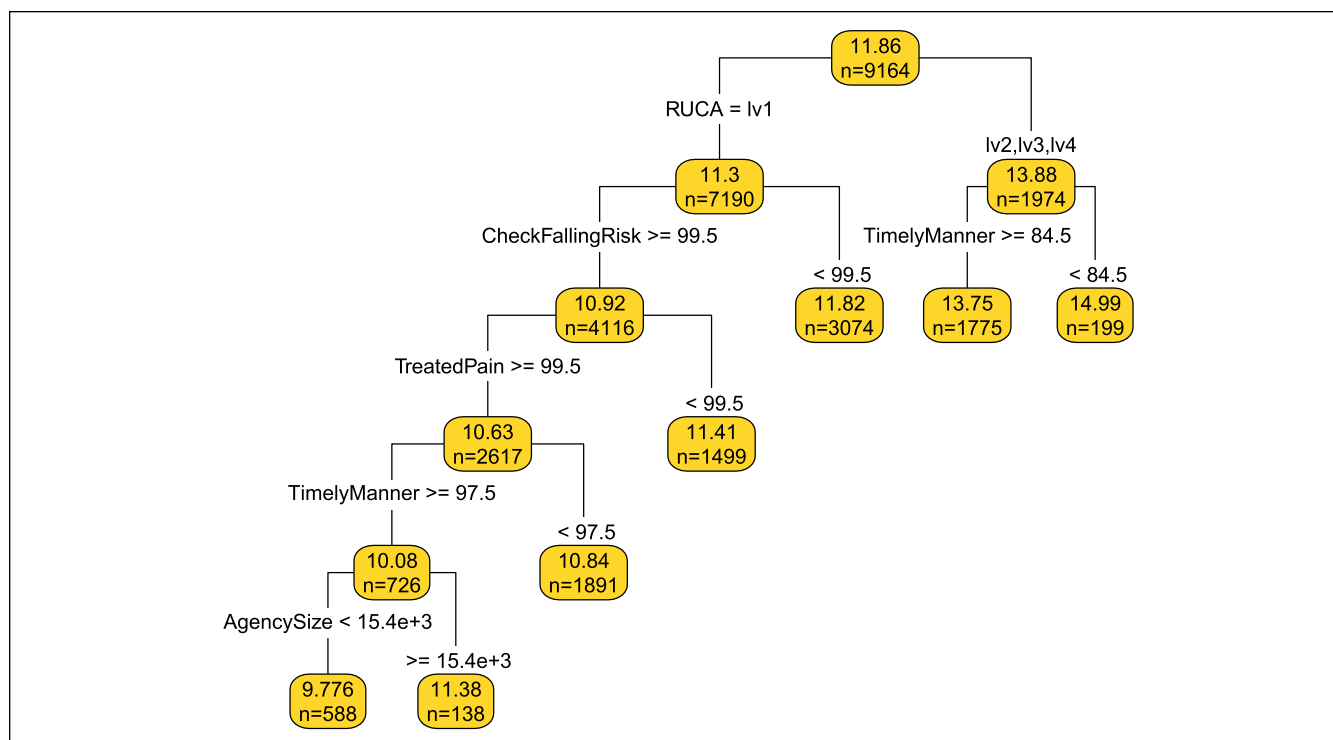 11.86
n=9164
RUCA = lv1
lv2,lv3,lv4
11.3
n=7190
13.88
n=1974
CheckFallingRisk >= 99.5
TimelyManner >= 84.5
< 99.5
< 84.5
10.92
n=4116
11.82
n=3074
13.75
n=1775
14.99
n=199
TreatedPain >= 99.5
< 99.5
10.63
n=2617
11.41
n=1499
TimelyManner >= 97.5
< 97.5
10.08
n=726
10.84
n=1891
AgencySize < 15.4e+3
>= 15.4e+3
9.776
n=588
11.38
n=138